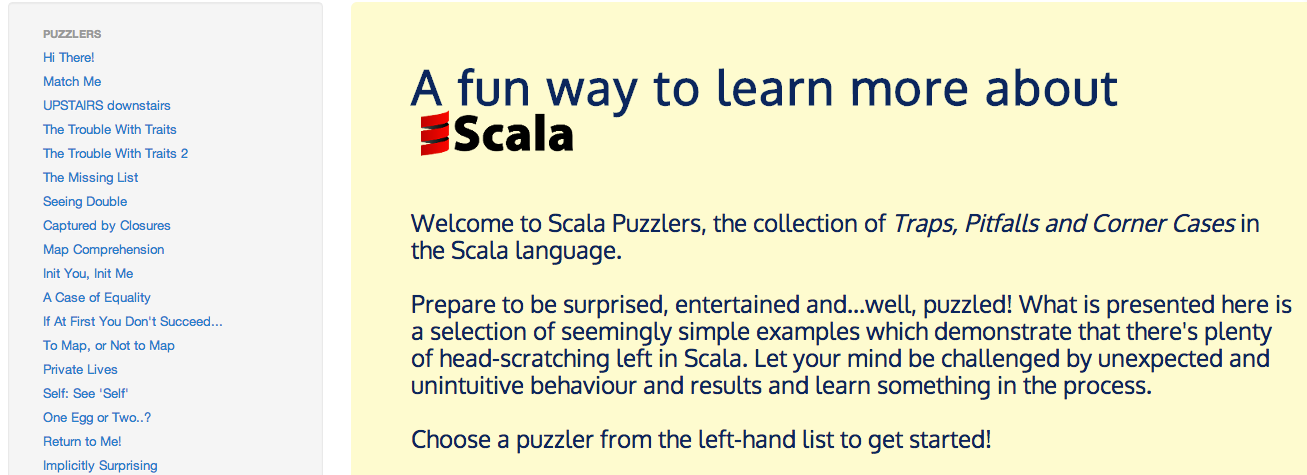 PUZZLERS
Hi There!
Match Me
UPSTAIRS downstairs
The Trouble With Traits
The Trouble With Traits 2
The Missing List
Seeing Double
Captured by Closures
Map Comprehension
Init You, Init Me
A Case of Equality
If At First You Don't Succeed...
To Map, or Not to Map
Private Lives
Self: See 'Self'
One Egg or Two..?
Return to Me!
Implicitly Surprising
A fun way to learn more about
Scala
Welcome to Scala Puzzlers, the collection of Traps, Pitfalls and Corner Cases in
the Scala language.
Prepare to be surprised, entertained and...well, puzzled! What is presented here is
a selection of seemingly simple examples which demonstrate that there's plenty
of head-scratching left in Scala. Let your mind be challenged by unexpected and
unintuitive behaviour and results and learn something in the process.
Choose a puzzler from the left-hand list to get started!